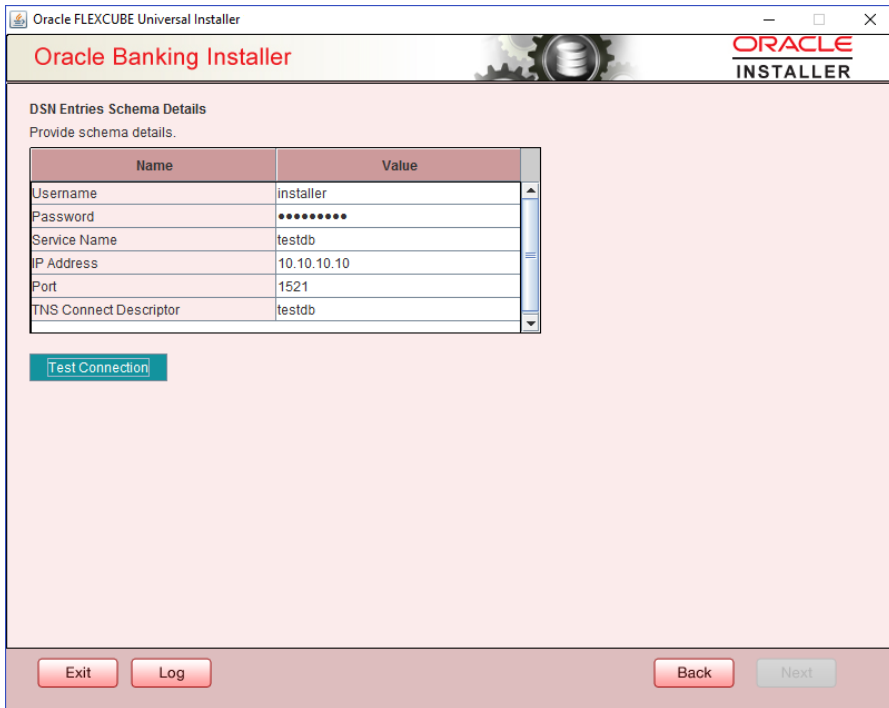 Oracle FLEXCUBE Universal Installer
Oracle Banking Installer
ORACLE
INSTALLER
DSN Entries Schema Details
Provide schema details.
Name Value
Username installer
Password •••••••••
Service Name testdb
IP Address 10.10.10.10
Port 1521
TNS Connect Descriptor testdb
Test Connection
Exit Log Back Next